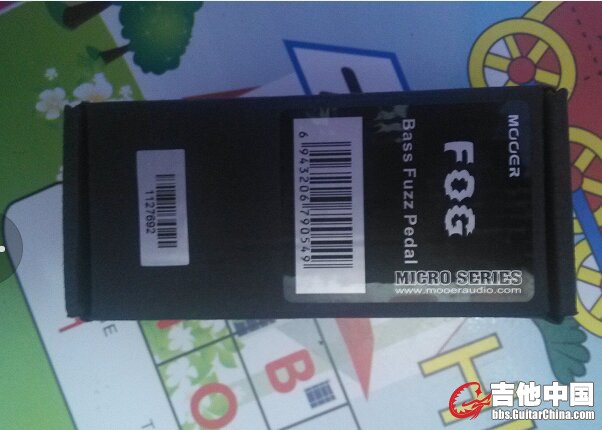 MOOER
FOG
Bass Fuzz Pedal
MICRO SERIES
www.mooeraudio.com
6 943206 790549
1127692
B
O
H
吉他中国
bbs.GuitarChina.com